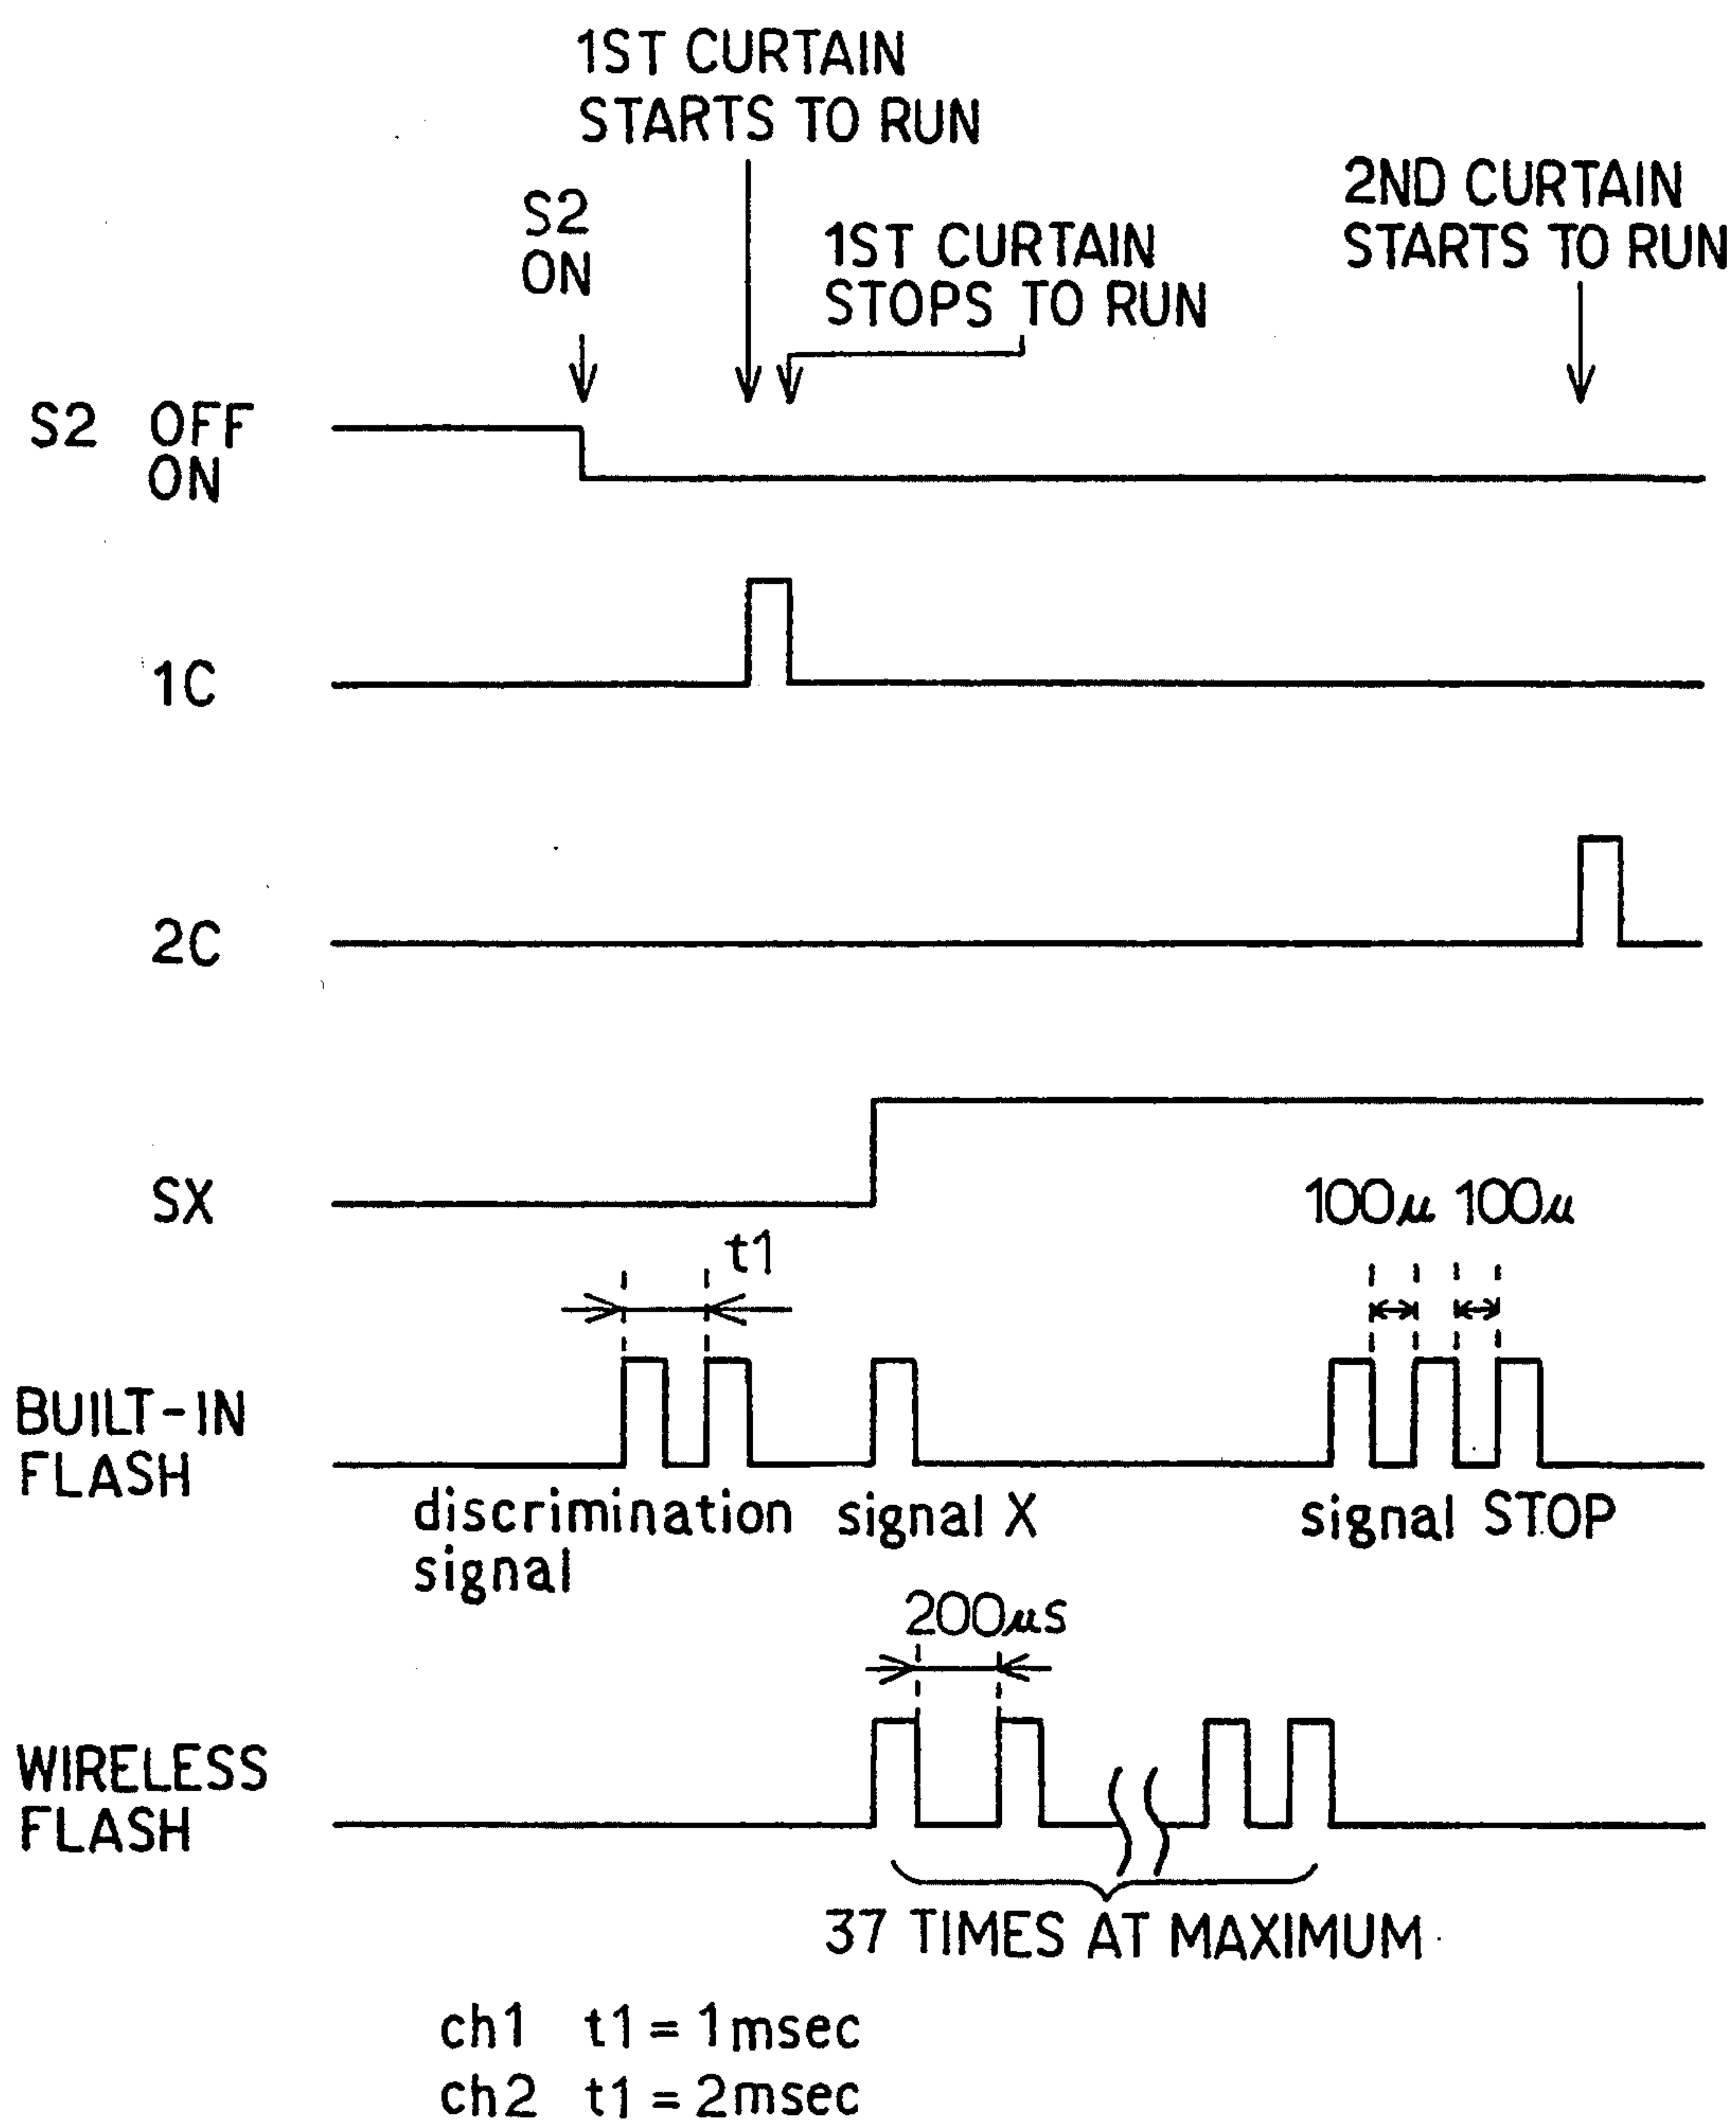 1ST CURTAIN
STARTS TO RUN
S2
ON
1ST CURTAIN
STOPS TO RUN
2ND CURTAIN
STARTS TO RUN
S2 OFF
ON
1C
2C
SX
t1
100μ 100μ
BUILT-IN
FLASH
discrimination
signal
signal X
signal STOP
200μs
WIRELESS
FLASH
37 TIMES AT MAXIMUM
ch1 t1 = 1msec
ch2 t1 = 2msec